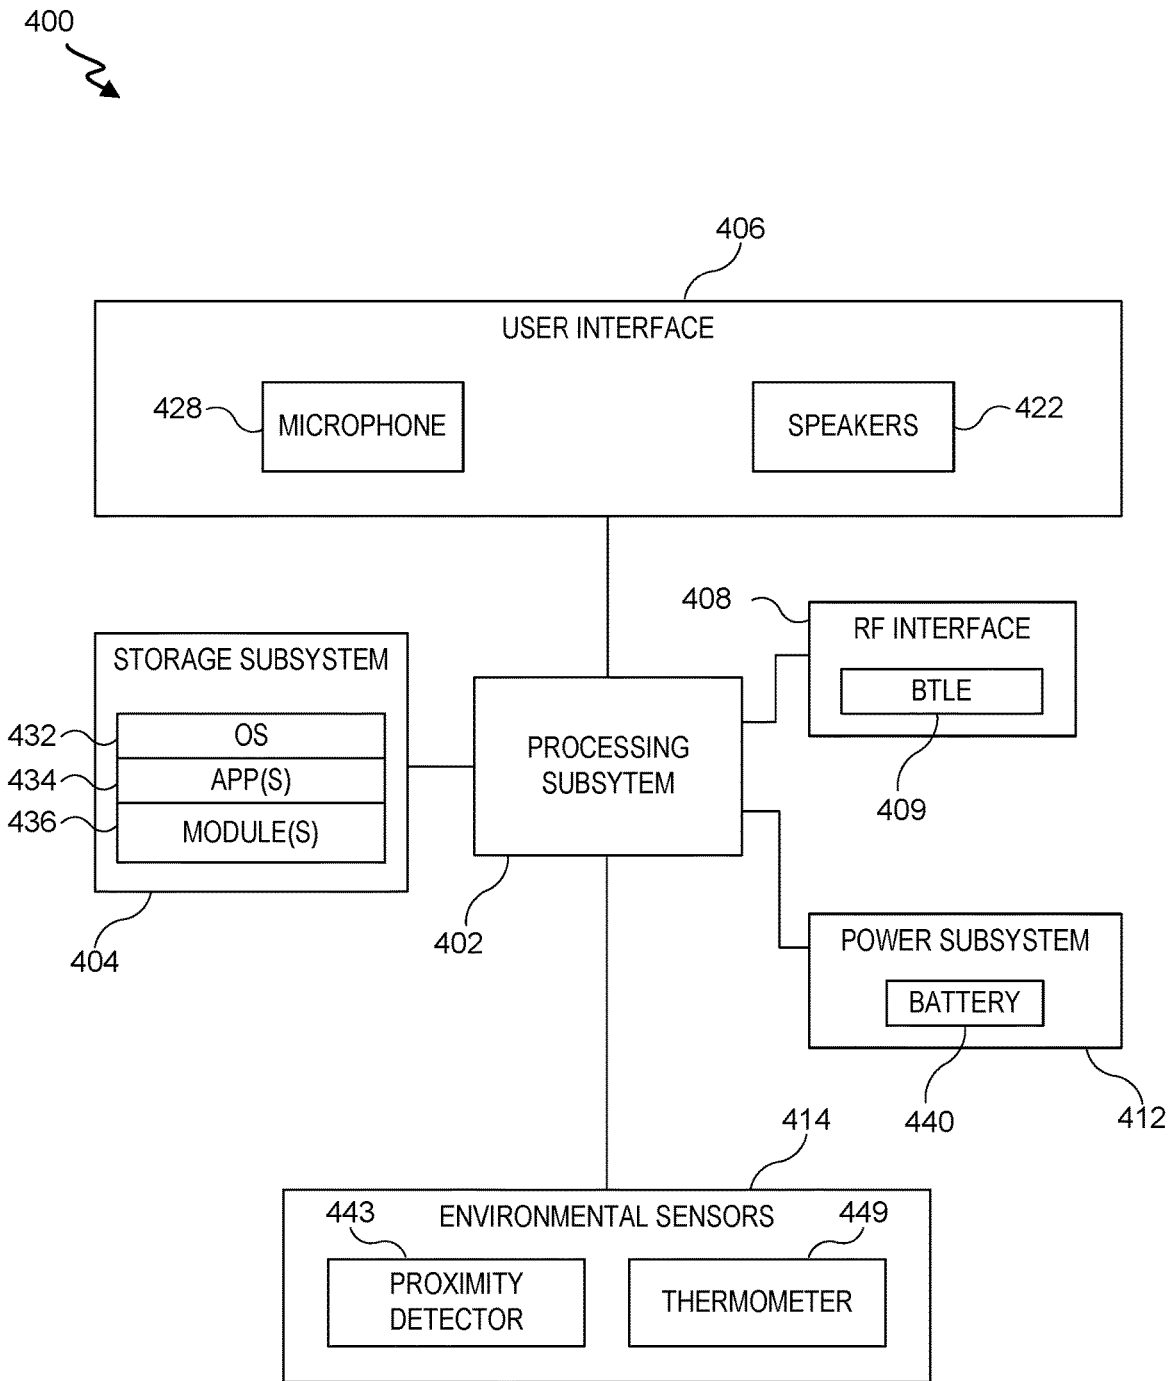 400
406
USER INTERFACE
428
MICROPHONE
SPEAKERS
422
408
RF INTERFACE
BTLE
409
STORAGE SUBSYSTEM
432
OS
434
APP(S)
436
MODULE(S)
404
PROCESSING
SUBSYTEM
402
POWER SUBSYSTEM
BATTERY
440
412
414
ENVIRONMENTAL SENSORS
443
449
PROXIMITY
DETECTOR
THERMOMETER